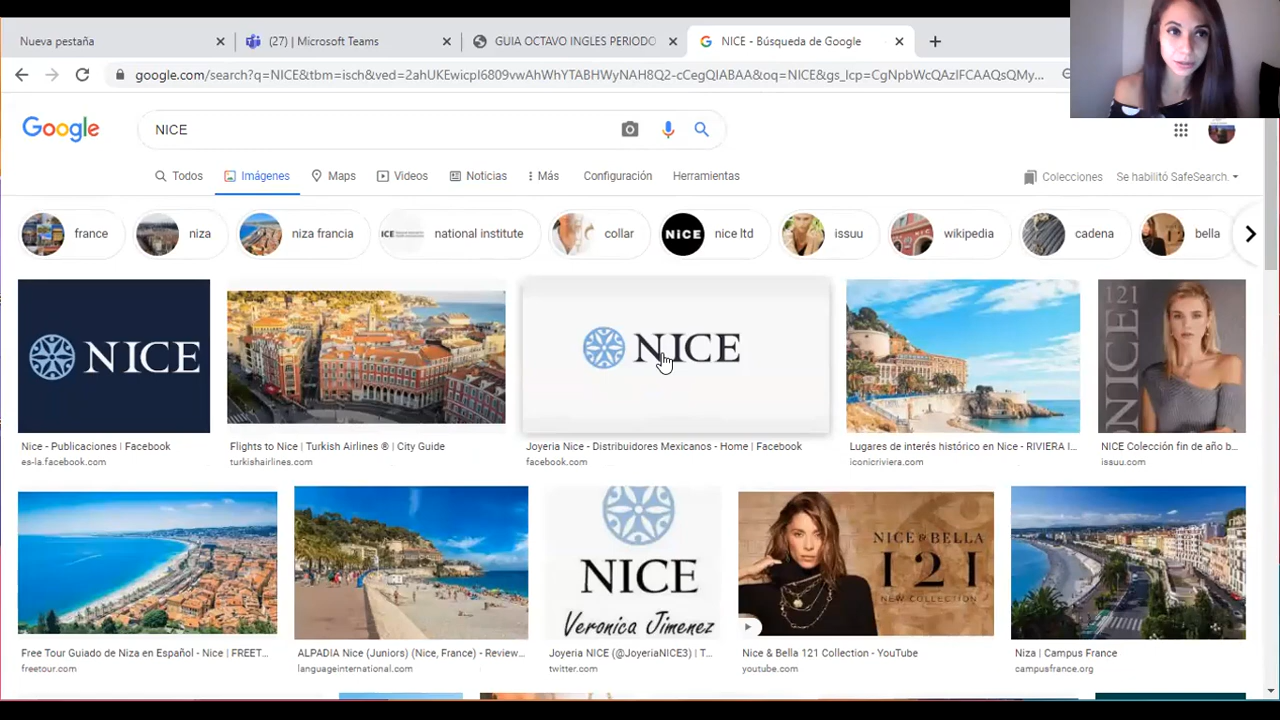 Nueva pestaña
(27) | Microsoft Teams
GUIA OCTAVO INGLES PERIODO
NICE - Búsqueda de Google
google.com/search?q=NICE&tbm=isch&ved=2ahUKEwicpI6809vwAhWhYTABHWyNAH8Q2-cCegQIABAA&oq=NICE&gs_lcp=CgNpbWcQAzIFCAAQsQMy...
Google
NICE
Todos
Imágenes
Maps
Videos
Noticias
Más
Configuración
Herramientas
Colecciones
Se habilitó SafeSearch.
france
niza
niza francia
national institute
collar
NiCE
nice ltd
issuu
wikipedia
cadena
bella
NICE
NICE
121
NICE
Nice - Publicaciones | Facebook
es-la.facebook.com
Flights to Nice | Turkish Airlines ® | City Guide
turkishairlines.com
Joyeria Nice - Distribuidores Mexicanos - Home | Facebook
facebook.com
Lugares de interés histórico en Nice - RIVIERA I...
iconicriviera.com
NICE Colección fin de año b...
issuu.com
NICE
Veronica Jimenez
NICE & BELLA
121
NEW COLLECTION
Free Tour Guiado de Niza en Español - Nice | FREET...
freetour.com
ALPADIA Nice (Juniors) (Nice, France) - Review...
languageinternational.com
Joyería NICE (@JoyeriaNICE3) | T...
twitter.com
Nice & Bella 121 Collection - YouTube
youtube.com
Niza | Campus France
campusfrance.org